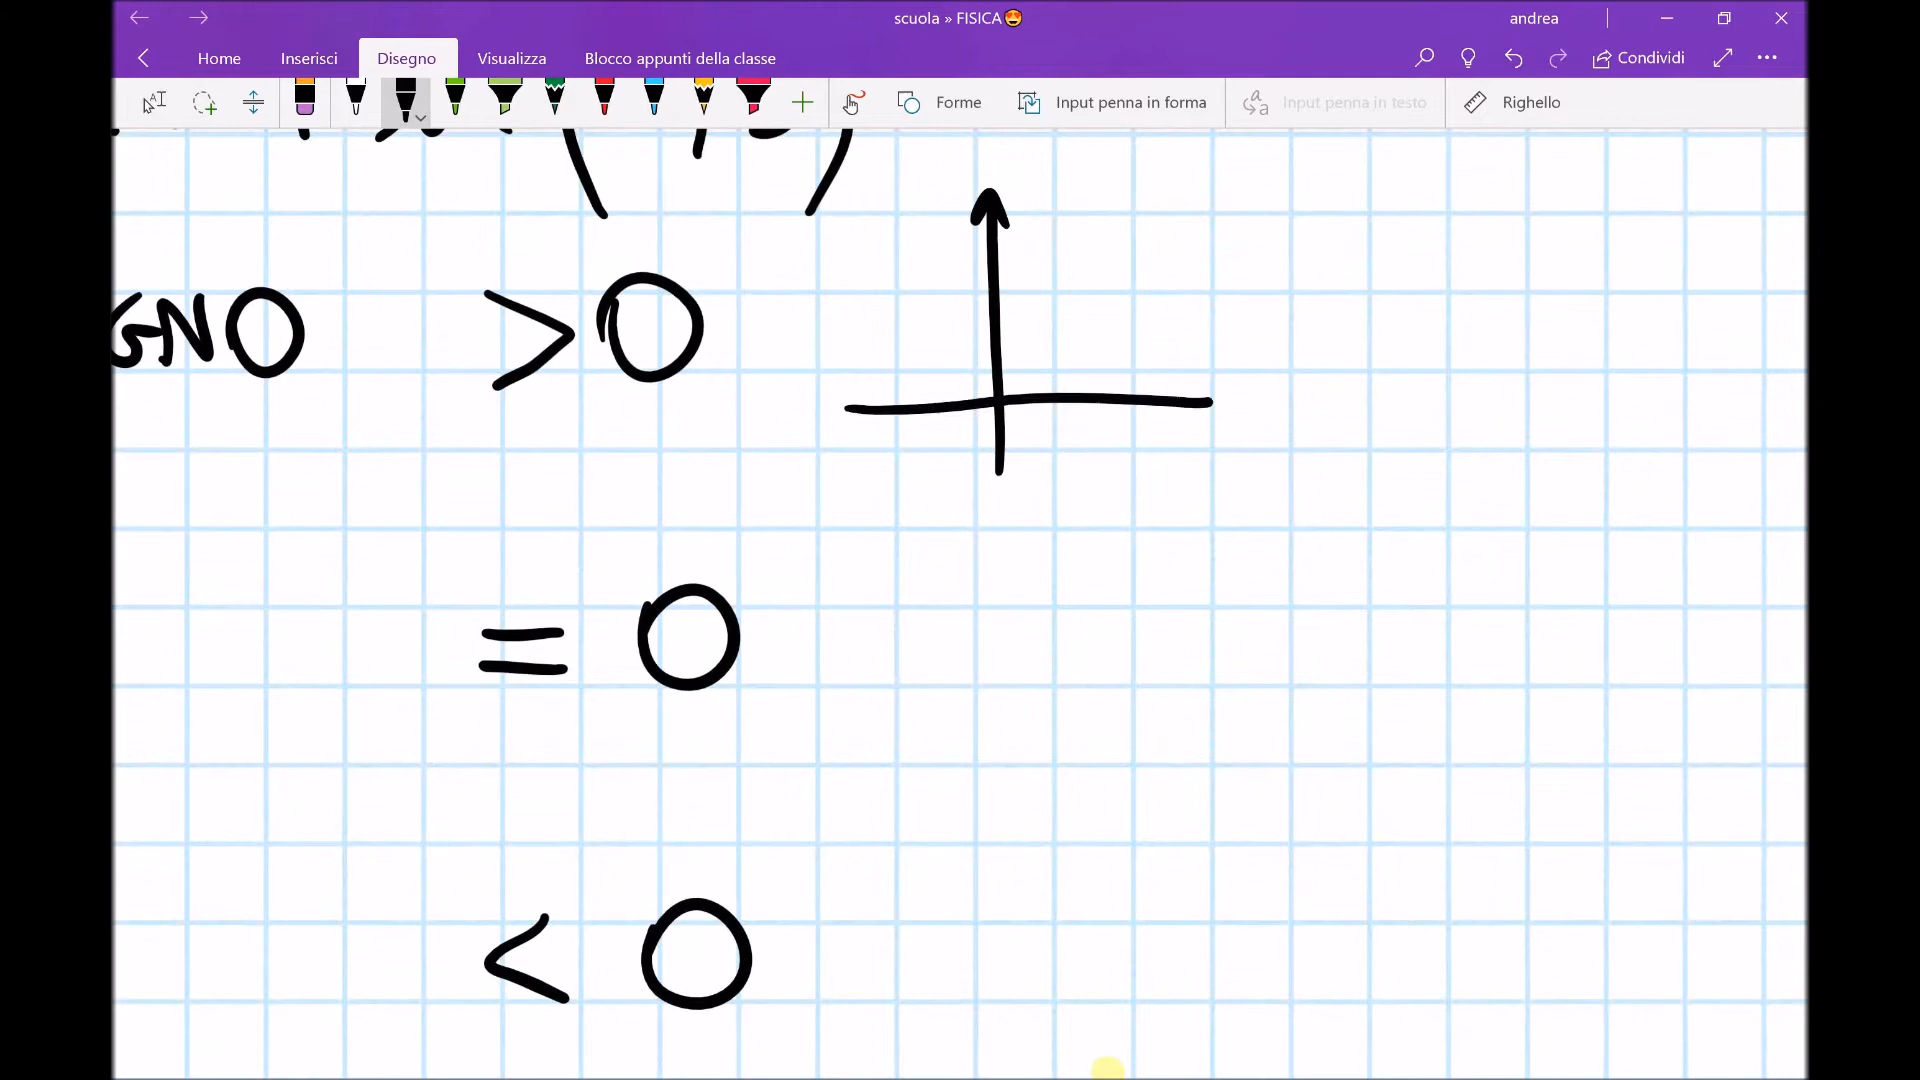 scuola » FISICA😍
andrea
Home Inserisci Disegno Visualizza Blocco appunti della classe
Condividi
Forme Input penna in forma Input penna in testo Righello
GNO > 0
= 0
< 0